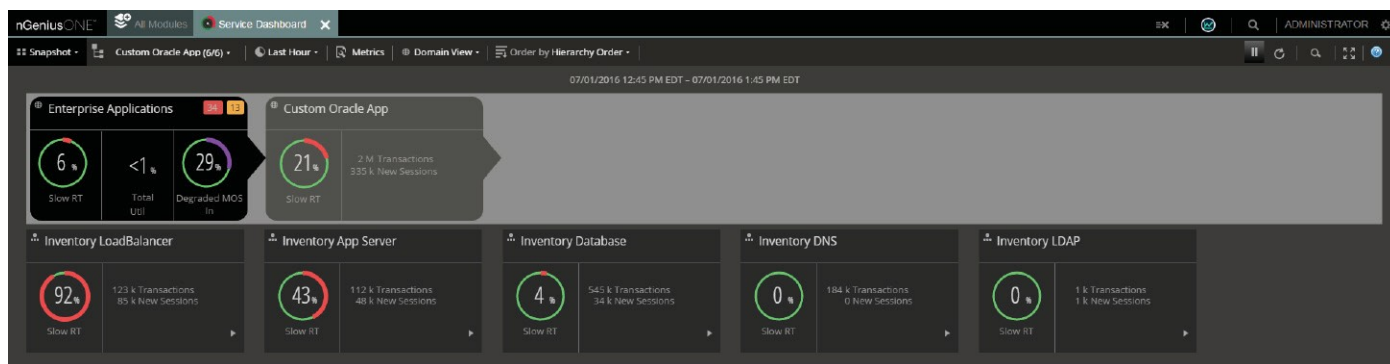 nGeniusONE™ All Modules Service Dashboard X ADMINISTRATOR
Snapshot Custom Oracle App (6/6) Last Hour Metrics Domain View Order by Hierarchy Order
07/01/2016 12:45 PM EDT – 07/01/2016 1:45 PM EDT
Enterprise Applications 34 13
6 %
Slow RT
<1 %
Total
Util
29 %
Degraded MOS
In
Custom Oracle App
21 %
Slow RT
2 M Transactions
335 k New Sessions
Inventory LoadBalancer
92 %
Slow RT
123 k Transactions
85 k New Sessions
Inventory App Server
43 %
Slow RT
112 k Transactions
48 k New Sessions
Inventory Database
4 %
Slow RT
545 k Transactions
34 k New Sessions
Inventory DNS
0 %
Slow RT
184 k Transactions
0 New Sessions
Inventory LDAP
0 %
Slow RT
1 k Transactions
1 k New Sessions